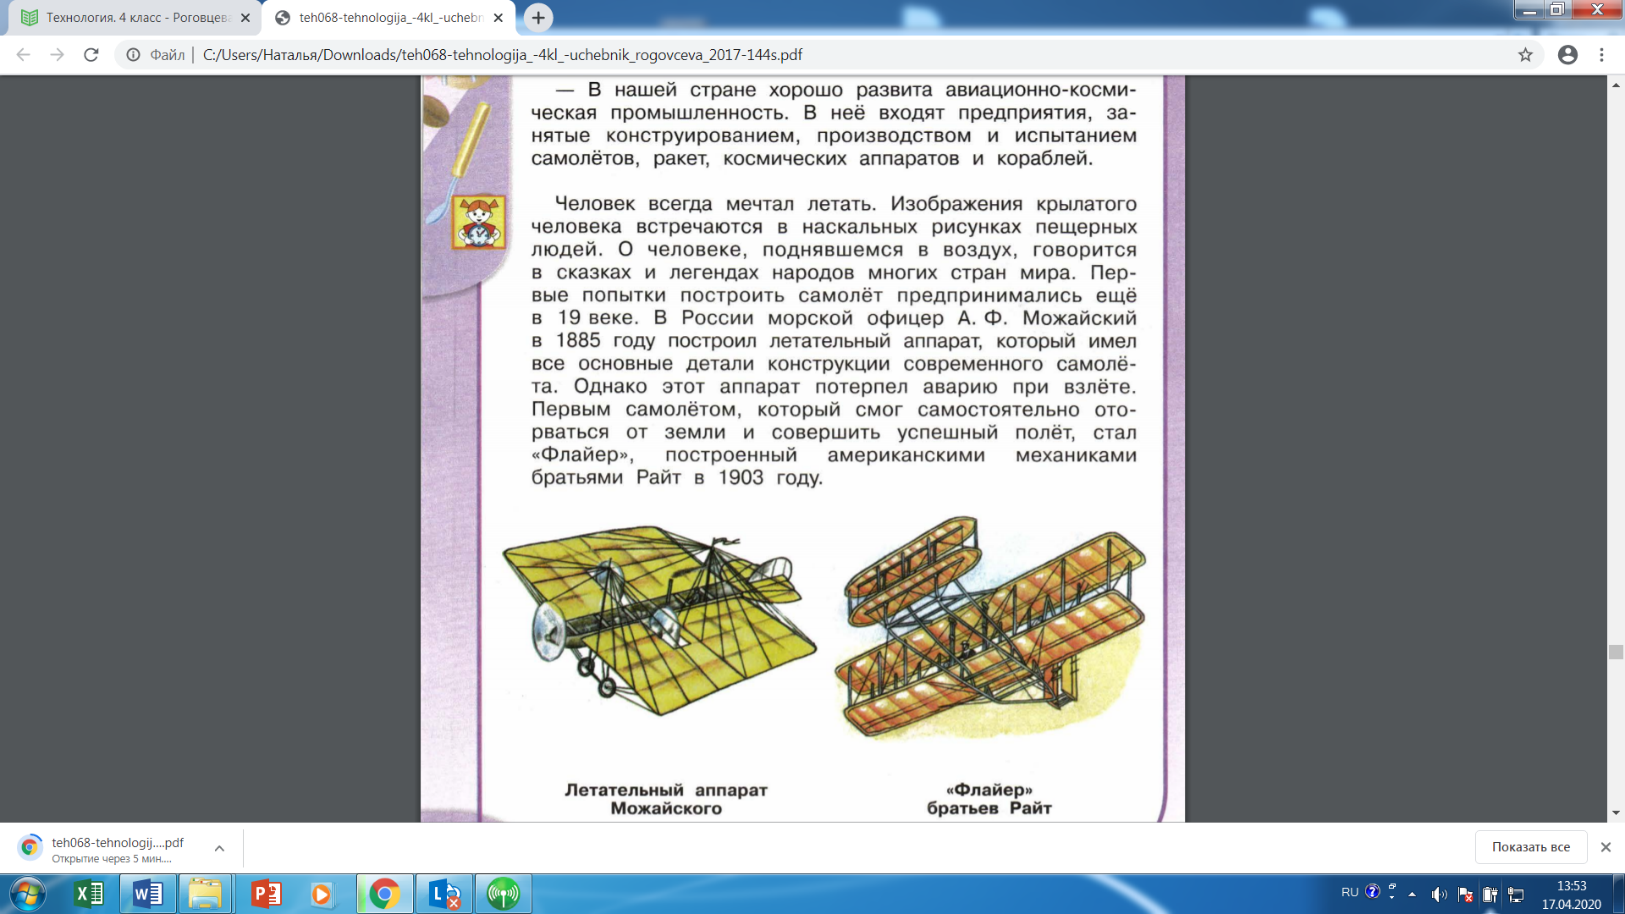 Технология. 4 класс - Роговцева
teh068-tehnologija_-4kl_-uchebn
Файл | C:/Users/Наталья/Downloads/teh068-tehnologija_-4kl_-uchebnik_rogovceva_2017-144s.pdf
— В нашей стране хорошо развита авиационно-косми-
ческая промышленность. В неё входят предприятия, за-
нятые конструированием, производством и испытанием
самолётов, ракет, космических аппаратов и кораблей.
Человек всегда мечтал летать. Изображения крылатого
человека встречаются в наскальных рисунках пещерных
людей. О человеке, поднявшемся в воздух, говорится
в сказках и легендах народов многих стран мира. Пер-
вые попытки построить самолёт предпринимались ещё
в 19 веке. В России морской офицер А. Ф. Можайский
в 1885 году построил летательный аппарат, который имел
все основные детали конструкции современного самолё-
та. Однако этот аппарат потерпел аварию при взлёте.
Первым самолётом, который смог самостоятельно ото-
рваться от земли и совершить успешный полёт, стал
«Флайер», построенный американскими механиками
братьями Райт в 1903 году.
Летательный аппарат
Можайского
«Флайер»
братьев Райт
teh068-tehnologij....pdf
Открытие через 5 мин....
Показать все
RU
13:53
17.04.2020